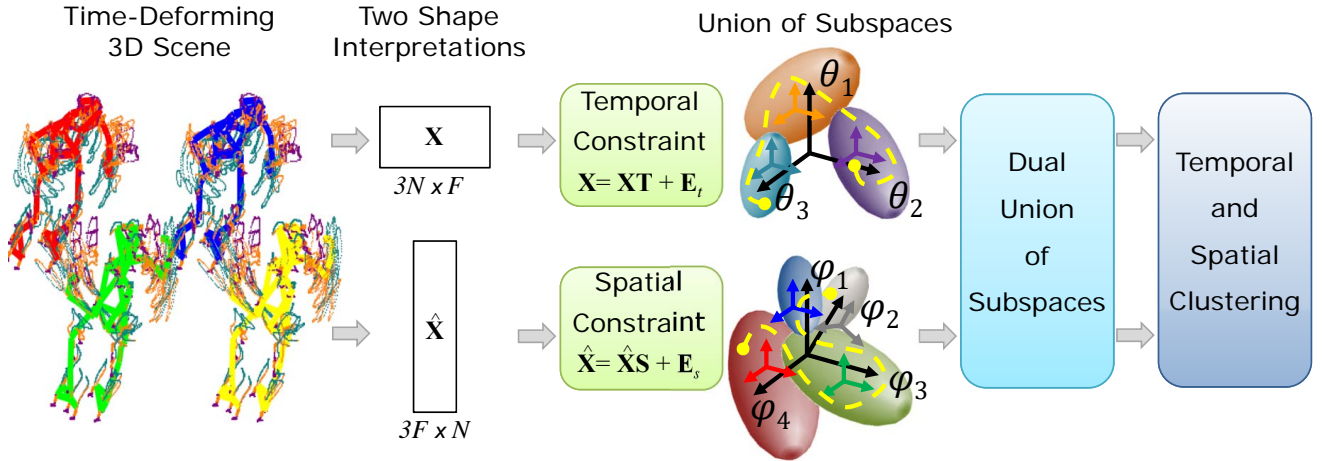 Time-Deforming
3D Scene
Two Shape
Interpretations
Union of Subspaces
X
3N x F
Temporal
Constraint
X= XT + E_t
θ_1
θ_2
θ_3
X̂
3F x N
Spatial
Constraint
X̂= X̂S + E_s
φ_1
φ_2
φ_3
φ_4
Dual
Union
of
Subspaces
Temporal
and
Spatial
Clustering